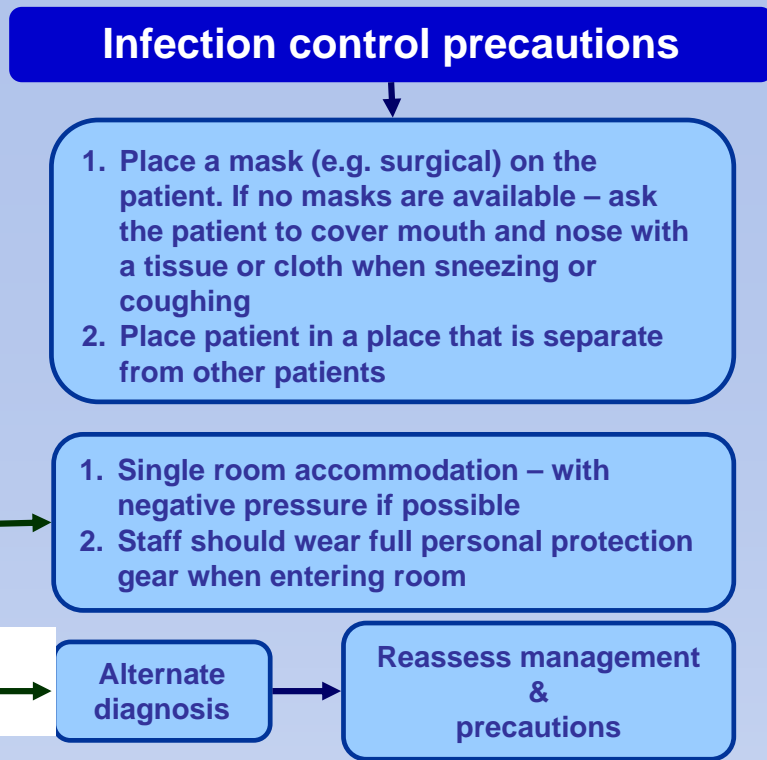 Infection control precautions
1. Place a mask (e.g. surgical) on the
patient. If no masks are available – ask
the patient to cover mouth and nose with
a tissue or cloth when sneezing or
coughing
2. Place patient in a place that is separate
from other patients
1. Single room accommodation – with
negative pressure if possible
2. Staff should wear full personal protection
gear when entering room
Alternate
diagnosis
Reassess management
&
precautions